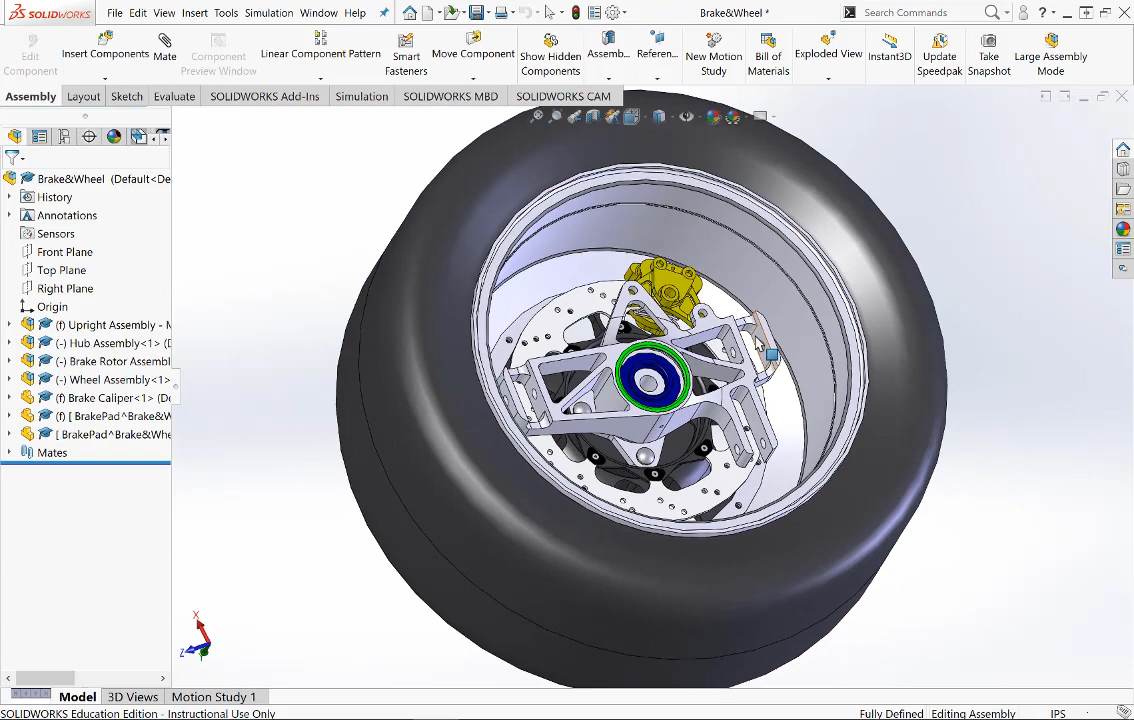 SOLIDWORKS
File Edit View Insert Tools Simulation Window Help
Brake&Wheel *
Search Commands
?
Edit Component
Insert Components
Mate
Component Preview Window
Linear Component Pattern
Smart Fasteners
Move Component
Show Hidden Components
Assemb...
Referen...
New Motion Study
Bill of Materials
Exploded View
Instant3D
Update Speedpak
Take Snapshot
Large Assembly Mode
Assembly Layout Sketch Evaluate SOLIDWORKS Add-Ins Simulation SOLIDWORKS MBD SOLIDWORKS CAM
Brake&Wheel (Default<De
History
Annotations
Sensors
Front Plane
Top Plane
Right Plane
Origin
(f) Upright Assembly - M
(-) Hub Assembly<1> (D
(-) Brake Rotor Assembl
(-) Wheel Assembly<1>
(f) Brake Caliper<1> (D
(f) [ BrakePad^Brake&W
[ BrakePad^Brake&Whe
Mates
X
Z
Y
Model 3D Views Motion Study 1
SOLIDWORKS Education Edition - Instructional Use Only
Fully Defined Editing Assembly IPS